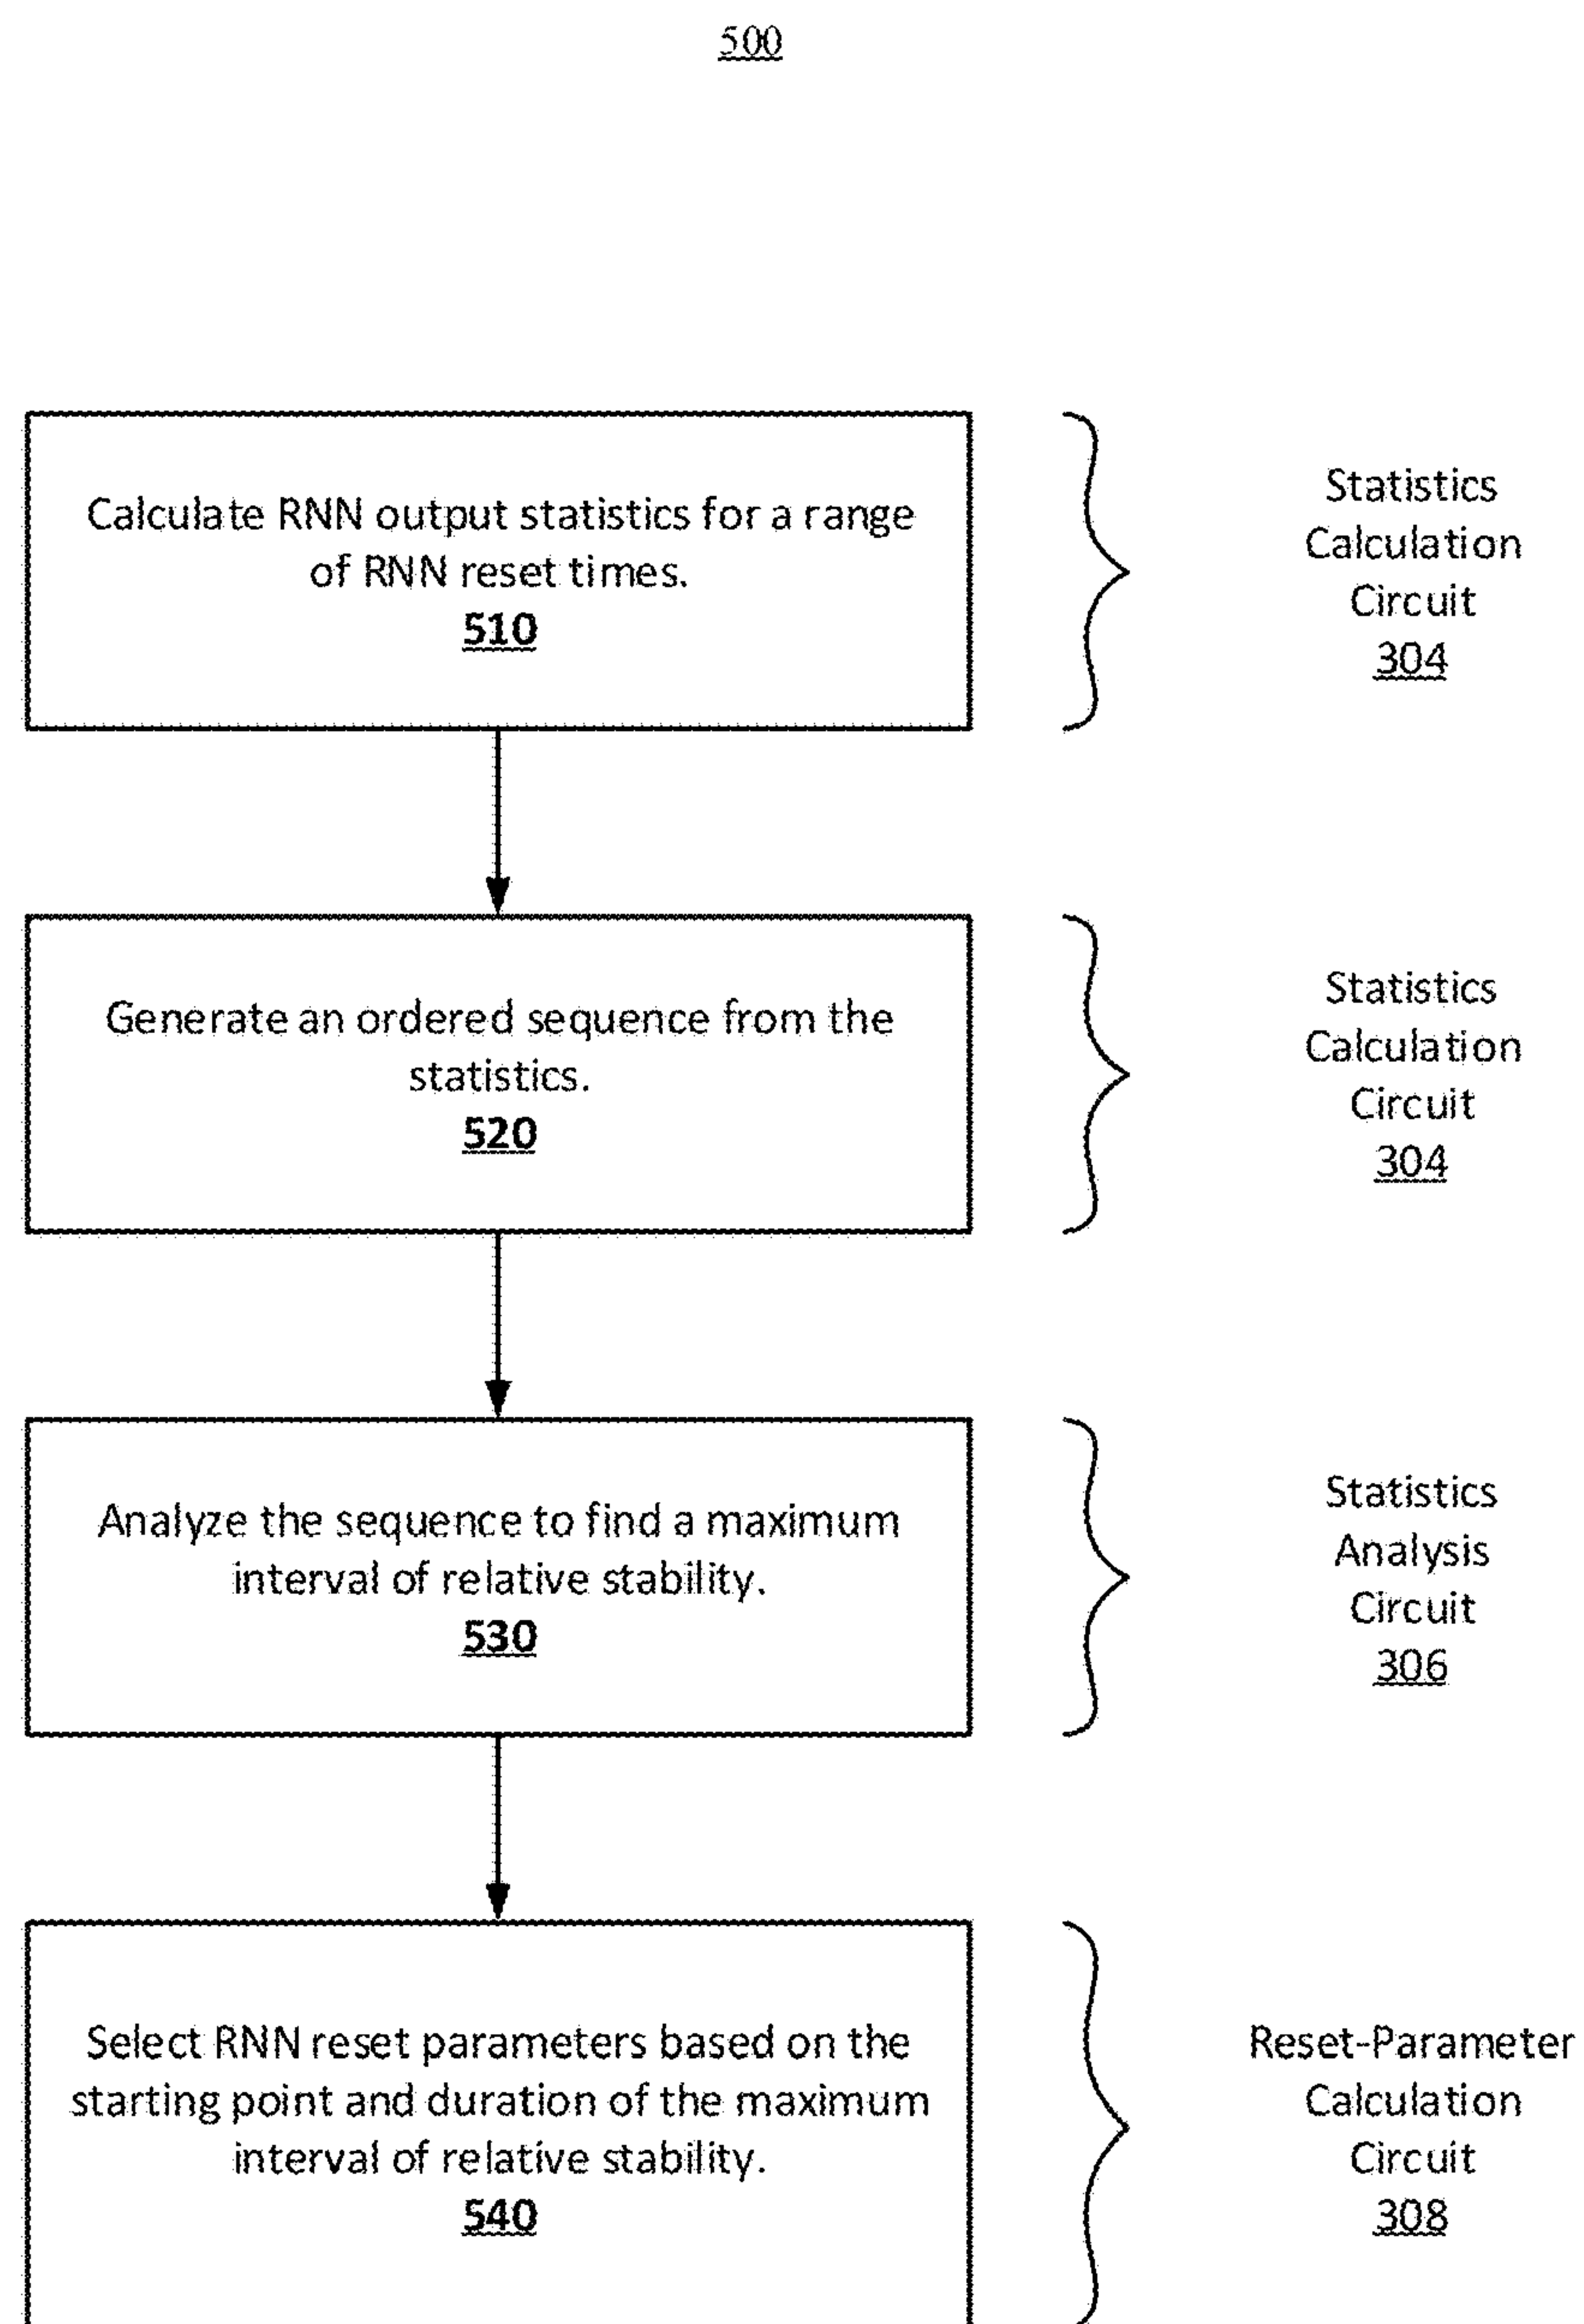 500
Calculate RNN output statistics for a range
of RNN reset times.
510
Statistics
Calculation
Circuit
304
Generate an ordered sequence from the
statistics.
520
Statistics
Calculation
Circuit
304
Analyze the sequence to find a maximum
interval of relative stability.
530
Statistics
Analysis
Circuit
306
Select RNN reset parameters based on the
starting point and duration of the maximum
interval of relative stability.
540
Reset-Parameter
Calculation
Circuit
308